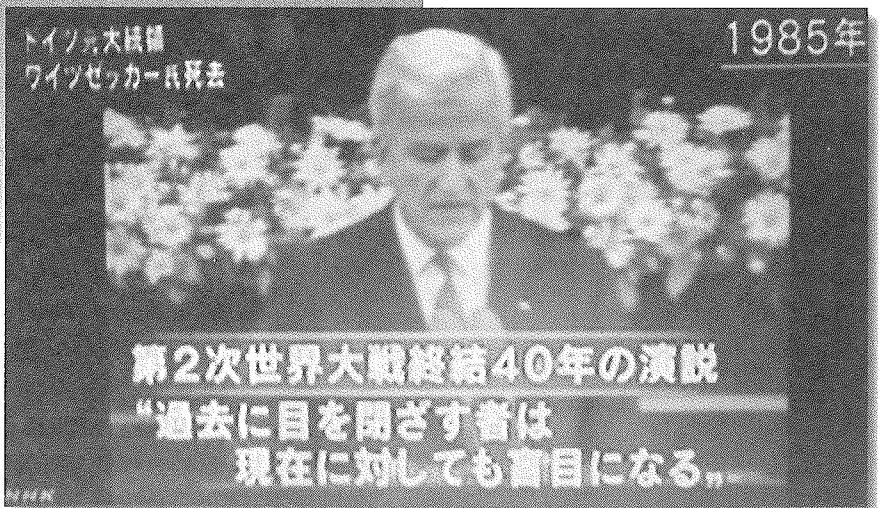 ドイツ元大統領
ワイツゼッカー氏死去
1985年
第2次世界大戦終結40年の演説
“過去に目を閉ざす者は
現在に対しても盲目になる„
NHK